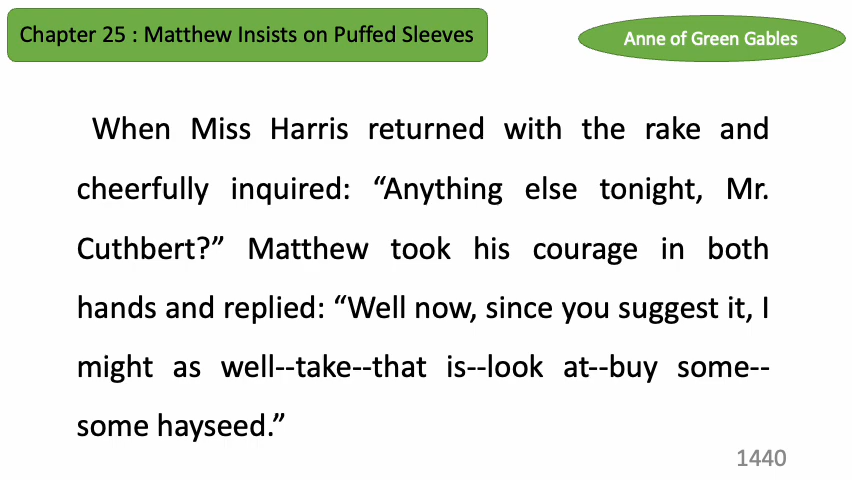 Chapter 25 : Matthew Insists on Puffed Sleeves
Anne of Green Gables
When Miss Harris returned with the rake and
cheerfully inquired: “Anything else tonight, Mr.
Cuthbert?” Matthew took his courage in both
hands and replied: “Well now, since you suggest it, I
might as well--take--that is--look at--buy some--
some hayseed.”
1440